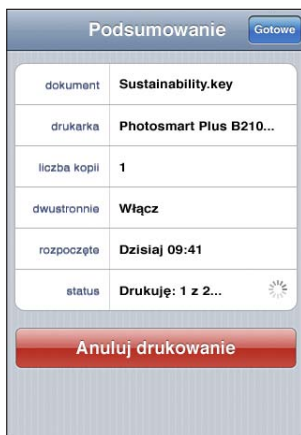 Podsumowanie Gotowe
dokument Sustainability.key
drukarka Photosmart Plus B210...
liczba kopii 1
dwustronnie Włącz
rozpoczęte Dzisiaj 09:41
status Drukuję: 1 z 2...
Anuluj drukowanie